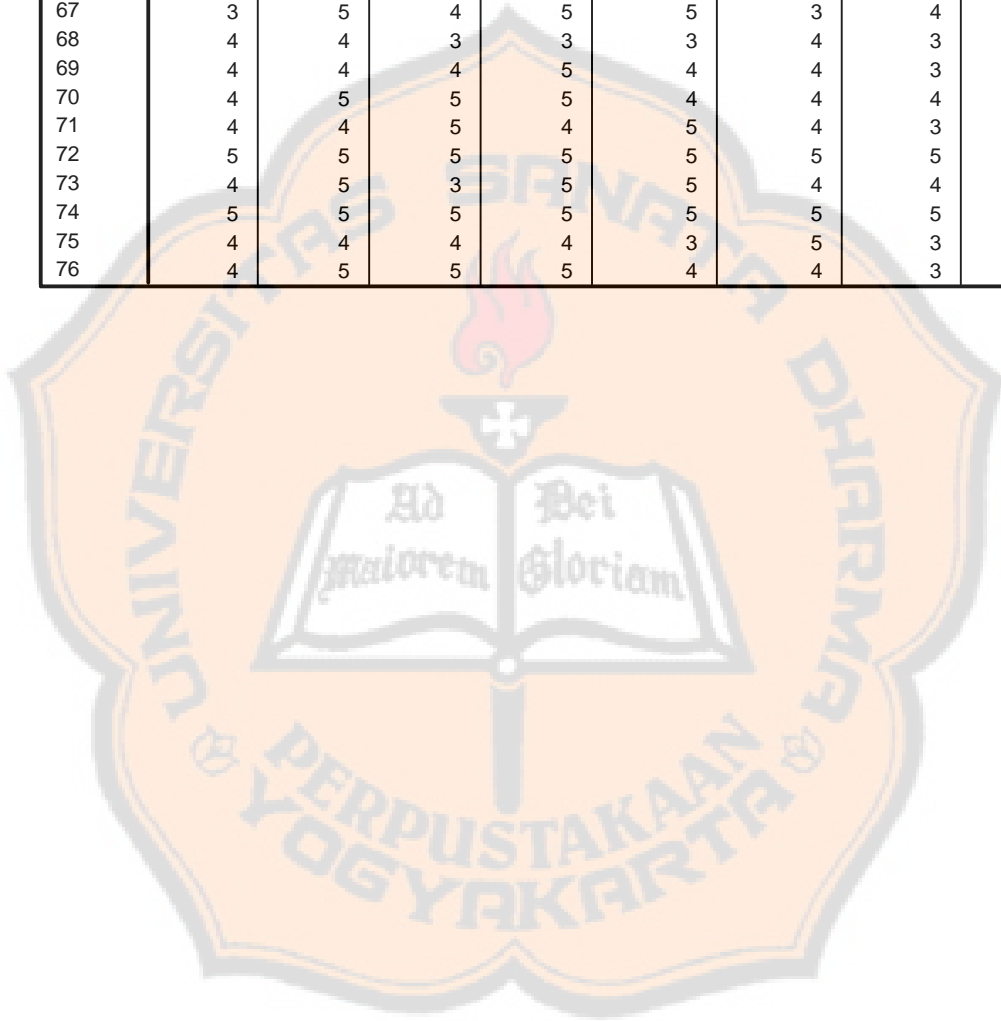 67 3 5 4 5 5 3 4
68 4 4 3 3 3 4 3
69 4 4 4 5 4 4 3
70 4 5 5 5 4 4 4
71 4 4 5 4 5 4 3
72 5 5 5 5 5 5 5
73 4 5 3 5 5 4 4
74 5 5 5 5 5 5 5
75 4 4 4 4 3 5 3
76 4 5 5 5 4 4 3
UNIVERSITAS SANATA DHARMA
Ad Dei
Maiorem Gloriam
PERPUSTAKAAN
YOGYAKARTA